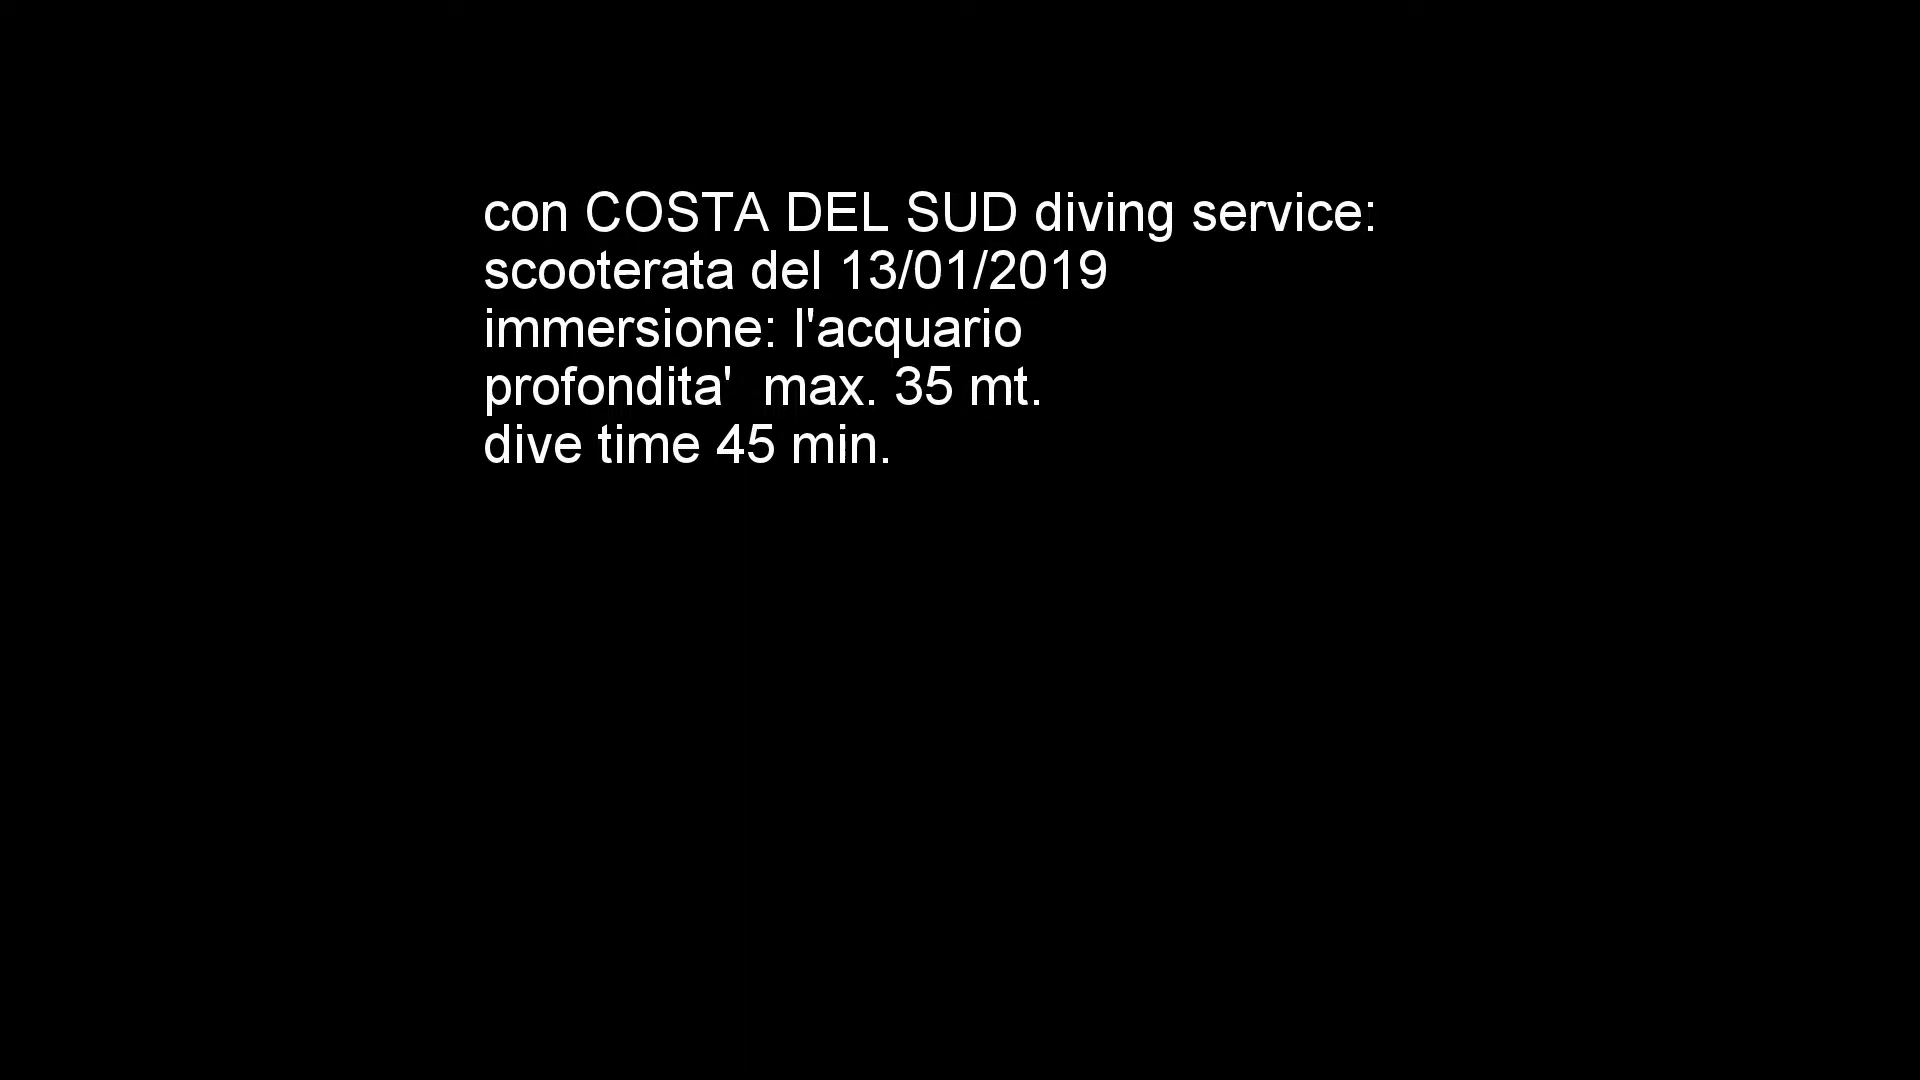 con COSTA DEL SUD diving service:
scooterata del 13/01/2019
immersione: l'acquario
profondita'  max. 35 mt.
dive time 45 min.